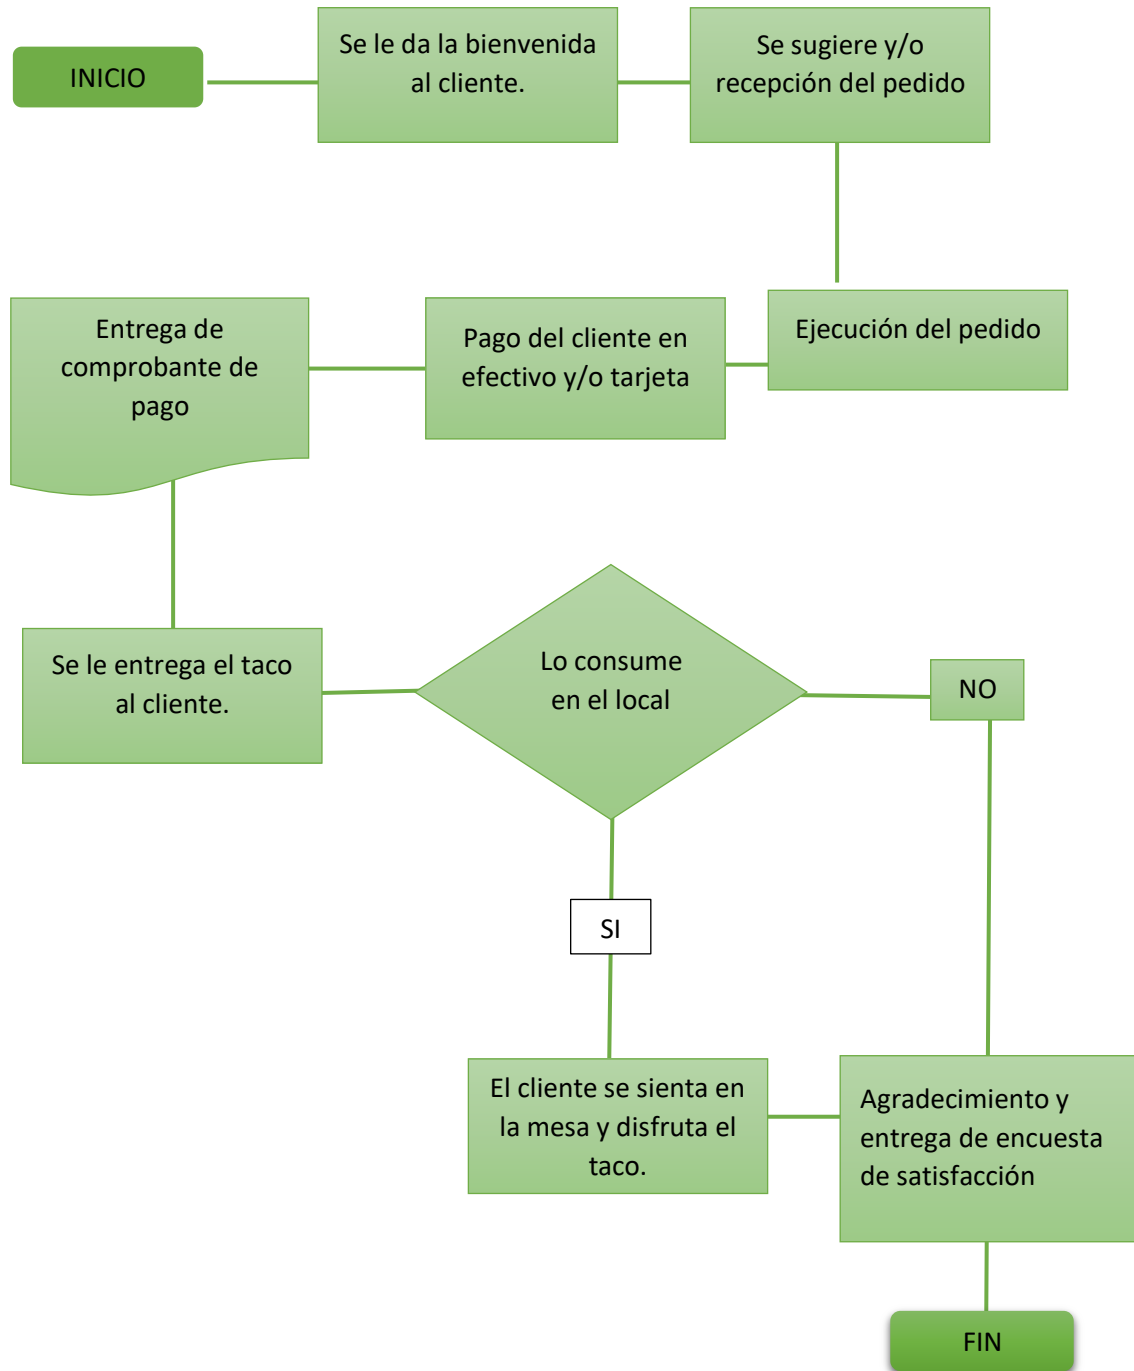 INICIO
Se le da la bienvenida
al cliente.
Se sugiere y/o
recepción del pedido
Ejecución del pedido
Pago del cliente en
efectivo y/o tarjeta
Entrega de
comprobante de
pago
Se le entrega el taco
al cliente.
Lo consume
en el local
NO
SI
El cliente se sienta en
la mesa y disfruta el
taco.
Agradecimiento y
entrega de encuesta
de satisfacción
FIN